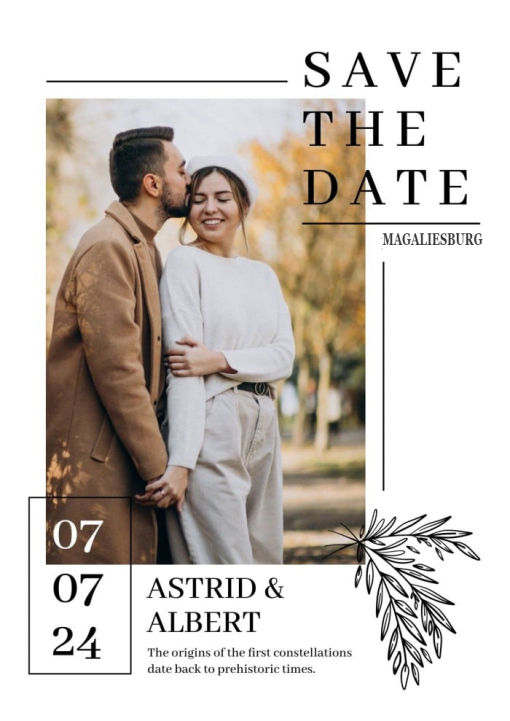 SAVE
THE
DATE
MAGALIESBURG
07
07
24
ASTRID &
ALBERT
The origins of the first constellations
date back to prehistoric times.